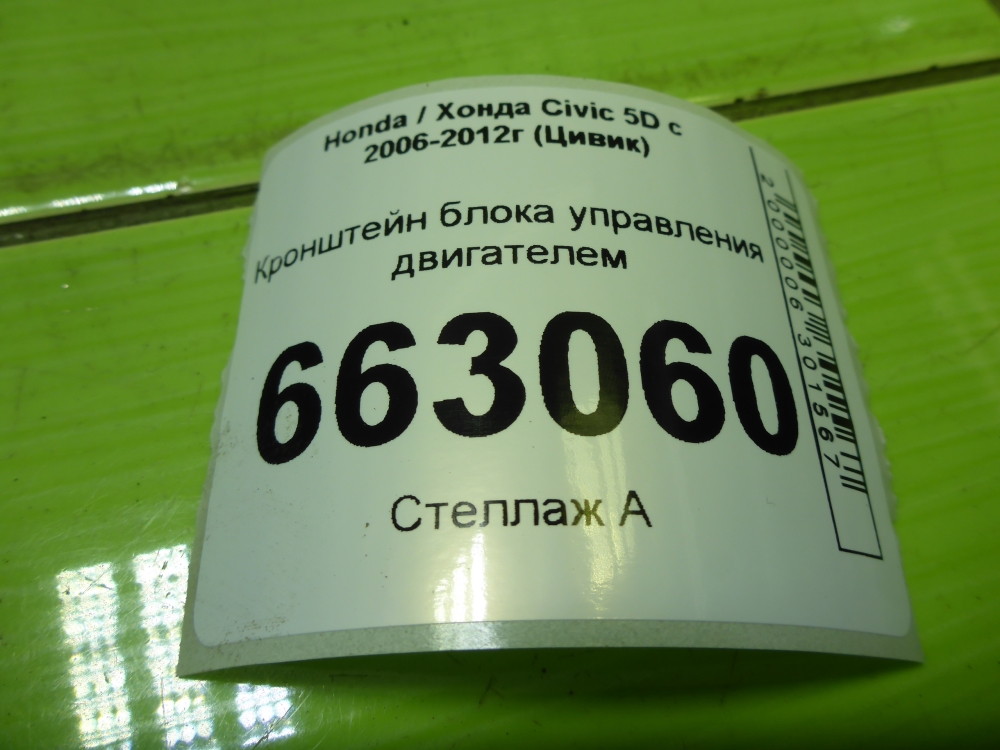 Honda / Хонда Civic 5D с
2006-2012г (Цивик)
Кронштейн блока управления
двигателем
663060
Стеллаж А
2000006301567